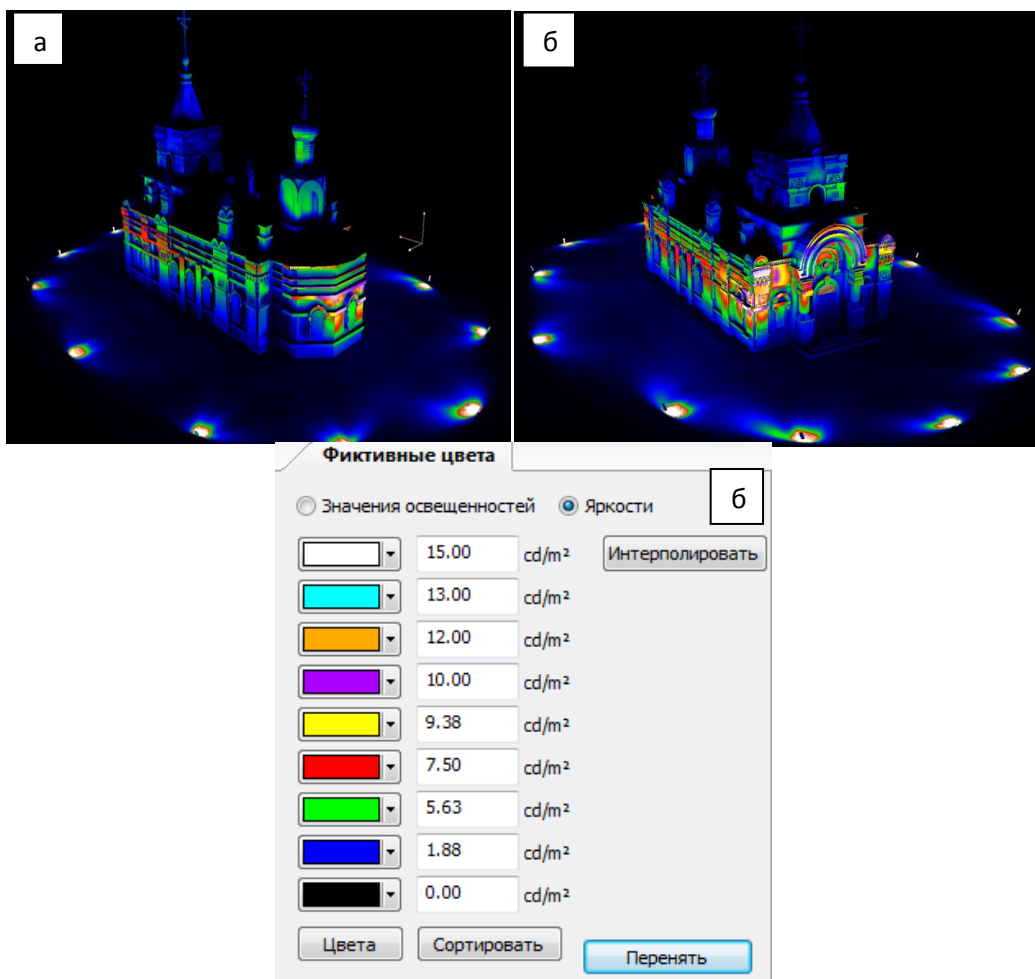 а
б
Фиктивные цвета
Значения освещенностей Яркости
б
15.00 cd/m² Интерполировать
13.00 cd/m²
12.00 cd/m²
10.00 cd/m²
9.38 cd/m²
7.50 cd/m²
5.63 cd/m²
1.88 cd/m²
0.00 cd/m²
Цвета Сортировать Перенять